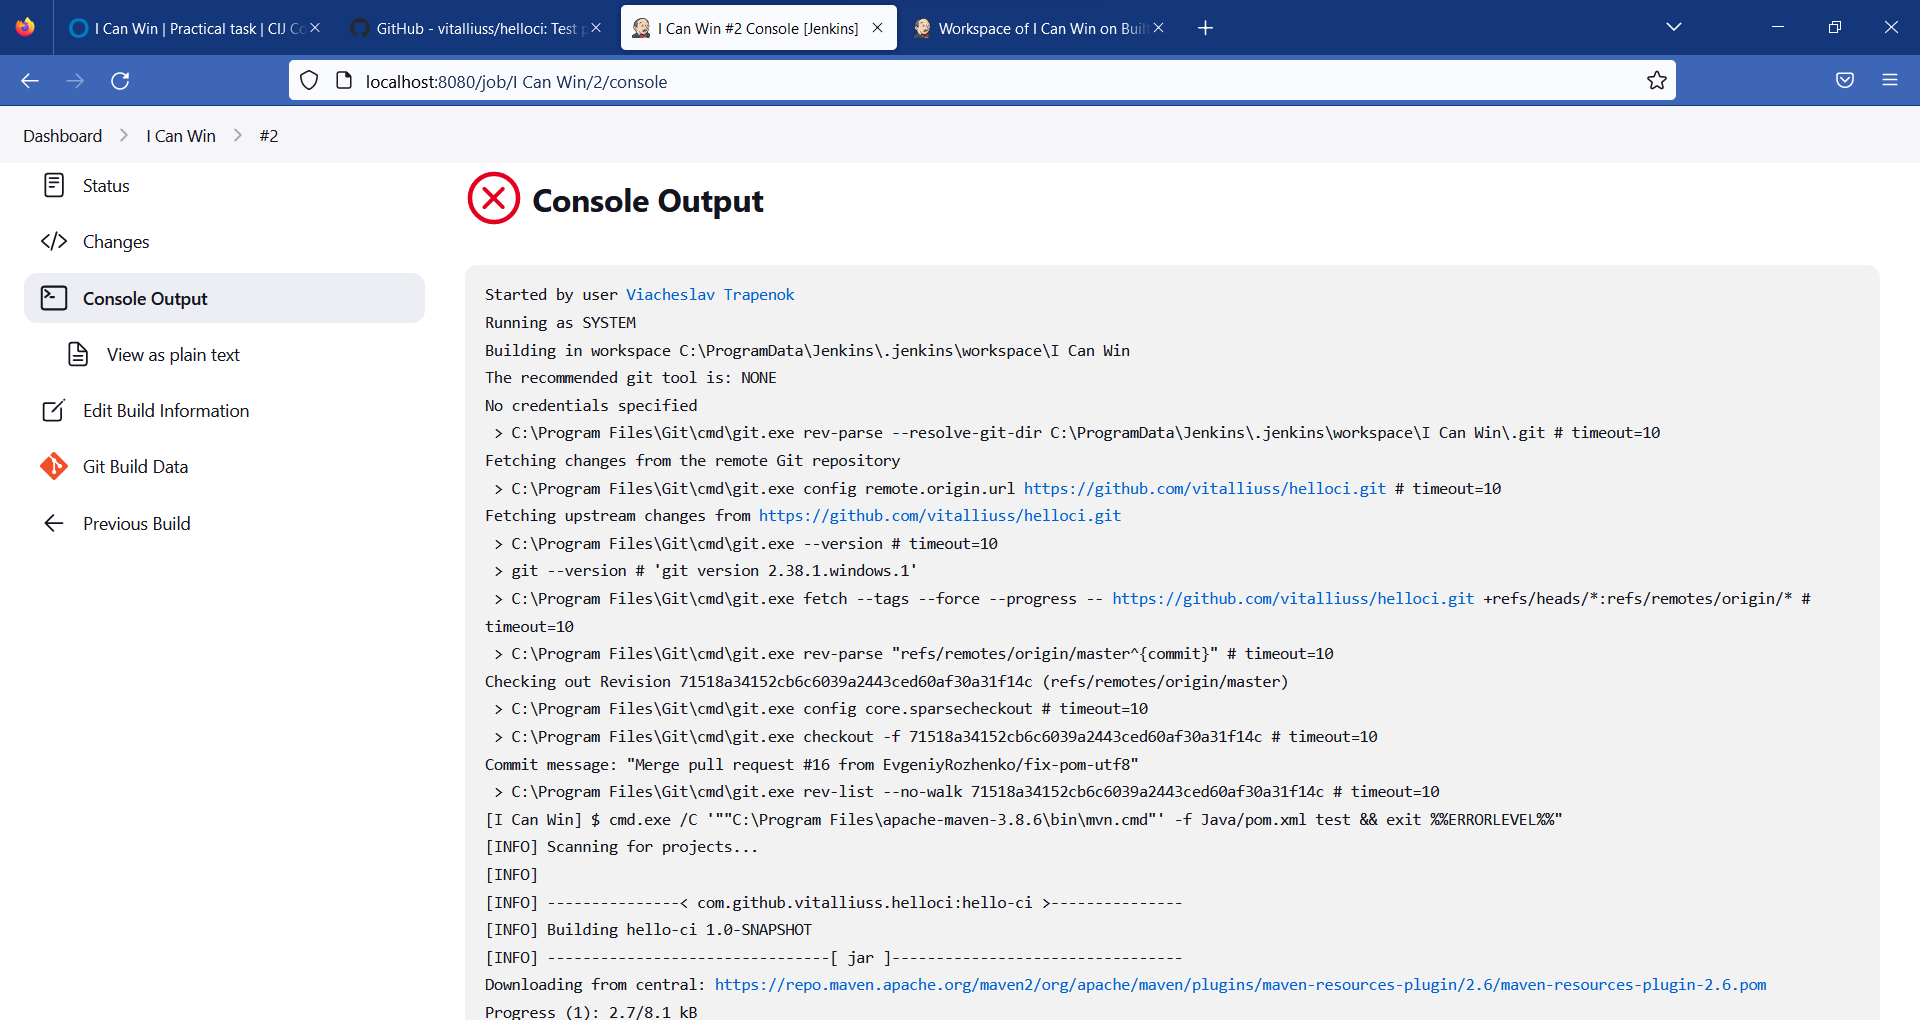 I Can Win | Practical task | CIJ Co
GitHub - vitalliuss/helloci: Test p
I Can Win #2 Console [Jenkins]
Workspace of I Can Win on Buil
localhost:8080/job/I Can Win/2/console
Dashboard I Can Win #2
Status
Changes
Console Output
View as plain text
Edit Build Information
Git Build Data
Previous Build
Console Output
Started by user Viacheslav Trapenok
Running as SYSTEM
Building in workspace C:\ProgramData\Jenkins\.jenkins\workspace\I Can Win
The recommended git tool is: NONE
No credentials specified
> C:\Program Files\Git\cmd\git.exe rev-parse --resolve-git-dir C:\ProgramData\Jenkins\.jenkins\workspace\I Can Win\.git # timeout=10
Fetching changes from the remote Git repository
> C:\Program Files\Git\cmd\git.exe config remote.origin.url https://github.com/vitalliuss/helloci.git # timeout=10
Fetching upstream changes from https://github.com/vitalliuss/helloci.git
> C:\Program Files\Git\cmd\git.exe --version # timeout=10
> git --version # 'git version 2.38.1.windows.1'
> C:\Program Files\Git\cmd\git.exe fetch --tags --force --progress -- https://github.com/vitalliuss/helloci.git +refs/heads/*:refs/remotes/origin/* #
timeout=10
> C:\Program Files\Git\cmd\git.exe rev-parse "refs/remotes/origin/master^{commit}" # timeout=10
Checking out Revision 71518a34152cb6c6039a2443ced60af30a31f14c (refs/remotes/origin/master)
> C:\Program Files\Git\cmd\git.exe config core.sparsecheckout # timeout=10
> C:\Program Files\Git\cmd\git.exe checkout -f 71518a34152cb6c6039a2443ced60af30a31f14c # timeout=10
Commit message: "Merge pull request #16 from EvgeniyRozhenko/fix-pom-utf8"
> C:\Program Files\Git\cmd\git.exe rev-list --no-walk 71518a34152cb6c6039a2443ced60af30a31f14c # timeout=10
[I Can Win] $ cmd.exe /C '""C:\Program Files\apache-maven-3.8.6\bin\mvn.cmd"' -f Java/pom.xml test && exit %%ERRORLEVEL%%"
[INFO] Scanning for projects...
[INFO]
[INFO] ---------------< com.github.vitalliuss.helloci:hello-ci >---------------
[INFO] Building hello-ci 1.0-SNAPSHOT
[INFO] --------------------------------[ jar ]---------------------------------
Downloading from central: https://repo.maven.apache.org/maven2/org/apache/maven/plugins/maven-resources-plugin/2.6/maven-resources-plugin-2.6.pom
Progress (1): 2.7/8.1 kB